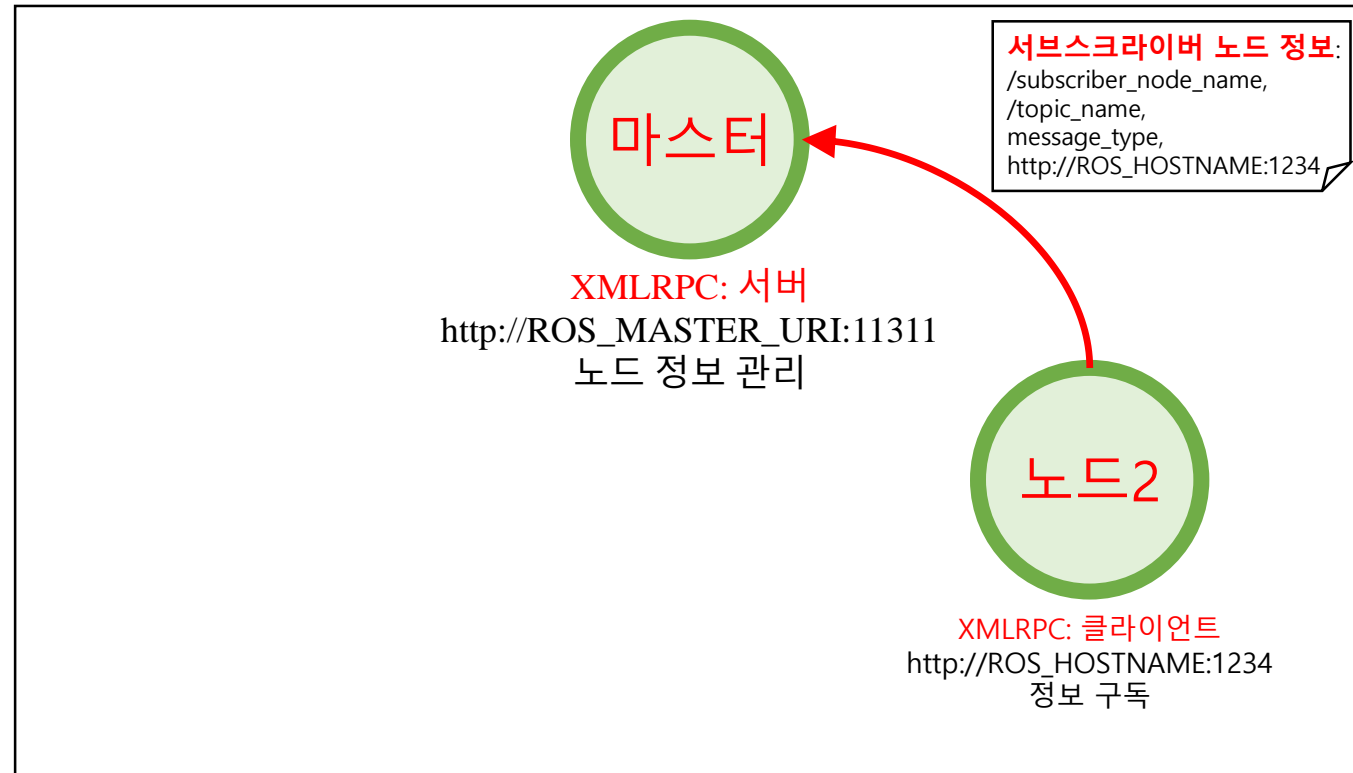 마스터
XMLRPC: 서버
http://ROS_MASTER_URI:11311
노드 정보 관리
서브스크라이버 노드 정보:
/subscriber_node_name,
/topic_name,
message_type,
http://ROS_HOSTNAME:1234
노드2
XMLRPC: 클라이언트
http://ROS_HOSTNAME:1234
정보 구독